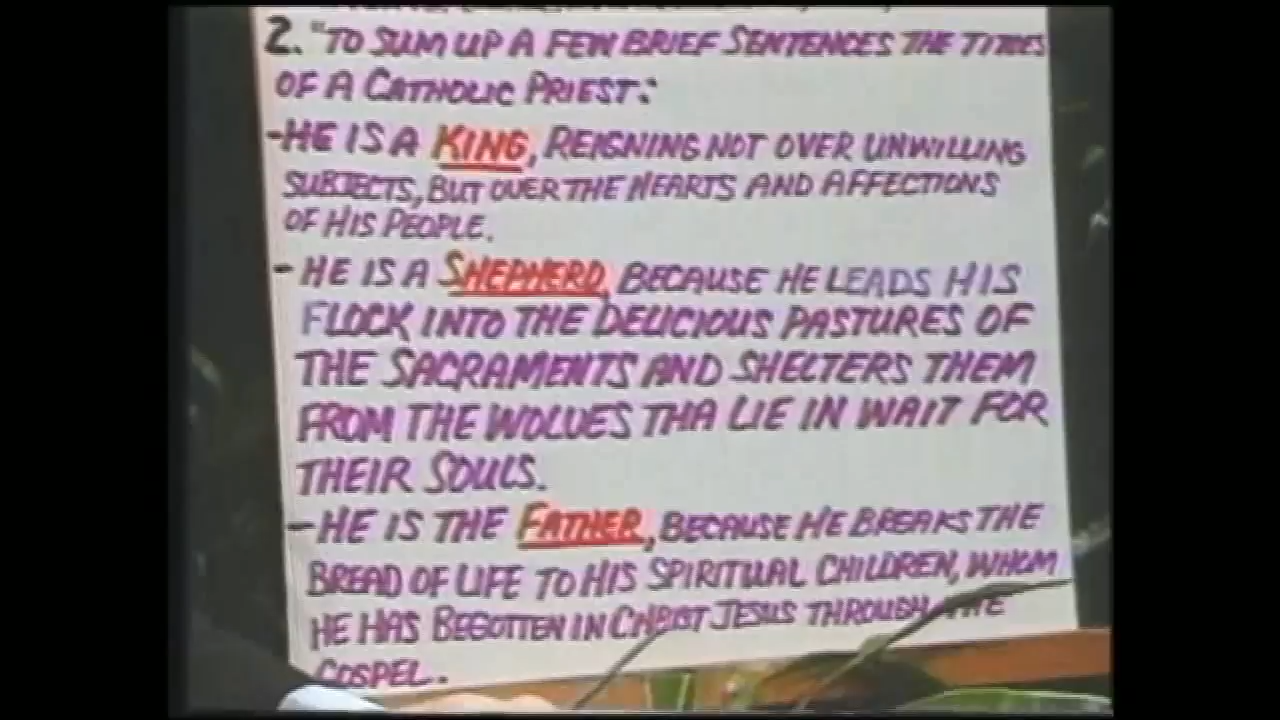 2. "TO SUM UP A FEW BRIEF SENTENCES THE TITLES
OF A CATHOLIC PRIEST:
-HE IS A KING, REIGNING NOT OVER UNWILLING
SUBJECTS, BUT OVER THE HEARTS AND AFFECTIONS
OF HIS PEOPLE.
- HE IS A SHEPHERD, BECAUSE HE LEADS HIS
FLOCK INTO THE DELICIOUS PASTURES OF
THE SACRAMENTS AND SHELTERS THEM
FROM THE WOLVES THA LIE IN WAIT FOR
THEIR SOULS.
- HE IS THE FATHER, BECAUSE HE BREAKS THE
BREAD OF LIFE TO HIS SPIRITUAL CHILDREN, WHOM
HE HAS BEGOTTEN IN CHRIST JESUS THROUGH THE
GOSPEL.